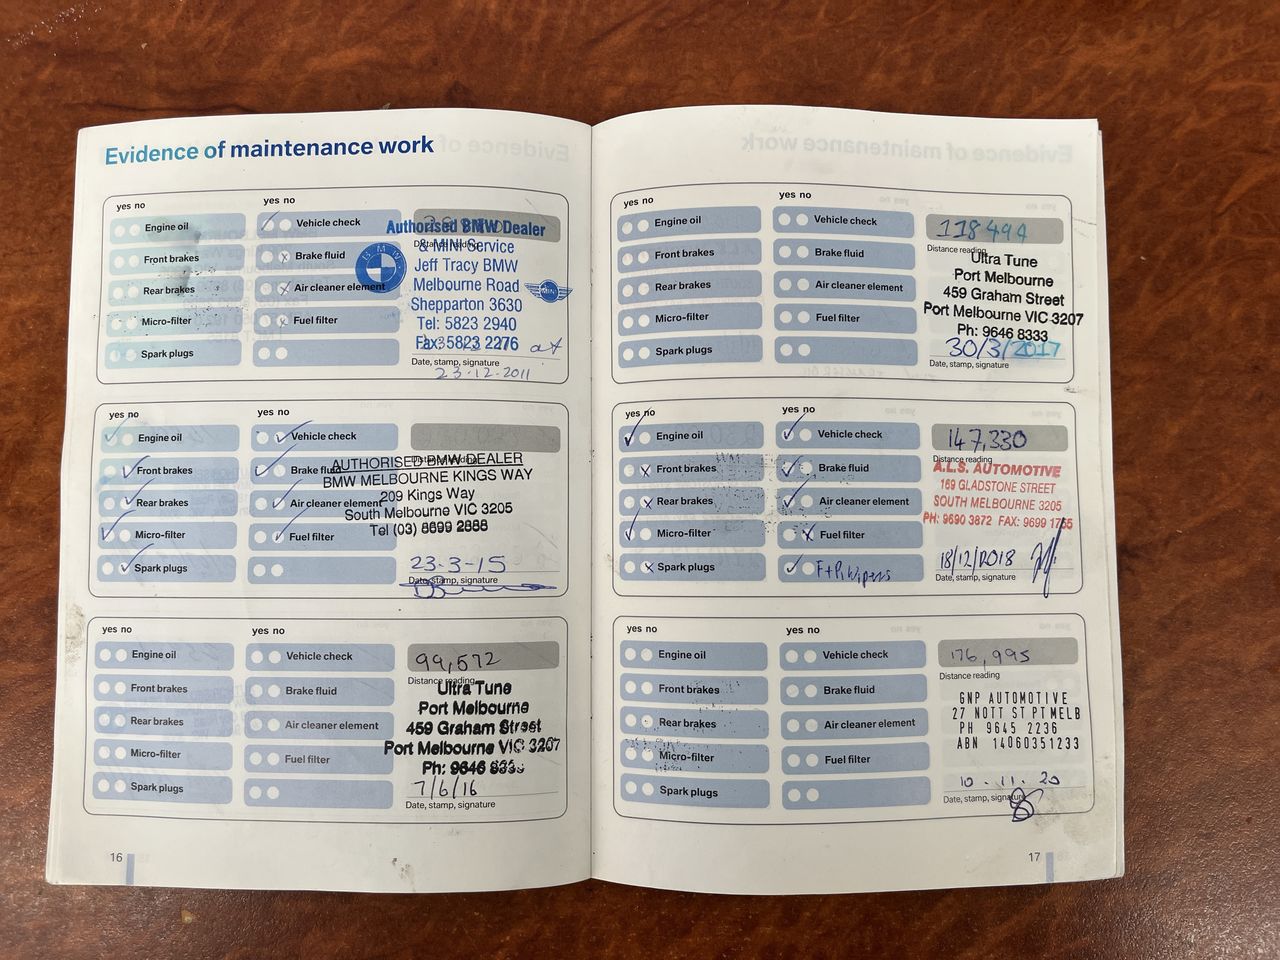 Evidence of maintenance work
yes no
yes no
Engine oil
Vehicle check
Front brakes
Brake fluid
Rear brakes
Air cleaner element
Micro-filter
Fuel filter
Spark plugs
Authorised BMW Dealer
Distance reading
& MINI Service
Jeff Tracy BMW
Melbourne Road
Shepparton 3630
Tel: 5823 2940
Fax: 5823 2276
BMW
MINI
Date, stamp, signature
23-12-2011
yes no
yes no
Engine oil
Vehicle check
Front brakes
Brake fluid
Rear brakes
Air cleaner element
Micro-filter
Fuel filter
Spark plugs
Distance reading
AUTHORISED BMW DEALER
BMW MELBOURNE KINGS WAY
209 Kings Way
South Melbourne VIC 3205
Tel (03) 8699 2888
23-3-15
Date, stamp, signature
yes no
yes no
Engine oil
Vehicle check
Front brakes
Brake fluid
Rear brakes
Air cleaner element
Micro-filter
Fuel filter
Spark plugs
99,572
Distance reading
Ultra Tune
Port Melbourne
459 Graham Street
Port Melbourne VIC 3207
Ph: 9646 8333
7/6/16
Date, stamp, signature
16
yes no
yes no
Engine oil
Vehicle check
Front brakes
Brake fluid
Rear brakes
Air cleaner element
Micro-filter
Fuel filter
Spark plugs
118494
Distance reading
Ultra Tune
Port Melbourne
459 Graham Street
Port Melbourne VIC 3207
Ph: 9646 8333
30/3/2017
Date, stamp, signature
yes no
yes no
Engine oil
Vehicle check
Front brakes
Brake fluid
Rear brakes
Air cleaner element
Micro-filter
Fuel filter
Spark plugs
F+R Wipers
147,330
Distance reading
A.L.S. AUTOMOTIVE
169 GLADSTONE STREET
SOUTH MELBOURNE 3205
PH: 9690 3872 FAX: 9699 1765
18/12/2018
Date, stamp, signature
yes no
yes no
Engine oil
Vehicle check
Front brakes
Brake fluid
Rear brakes
Air cleaner element
Micro-filter
Fuel filter
Spark plugs
176,995
Distance reading
GNP AUTOMOTIVE
27 NOTT ST PT MELB
PH 9645 2236
ABN 14060351233
10.11.20
Date, stamp, signature
17